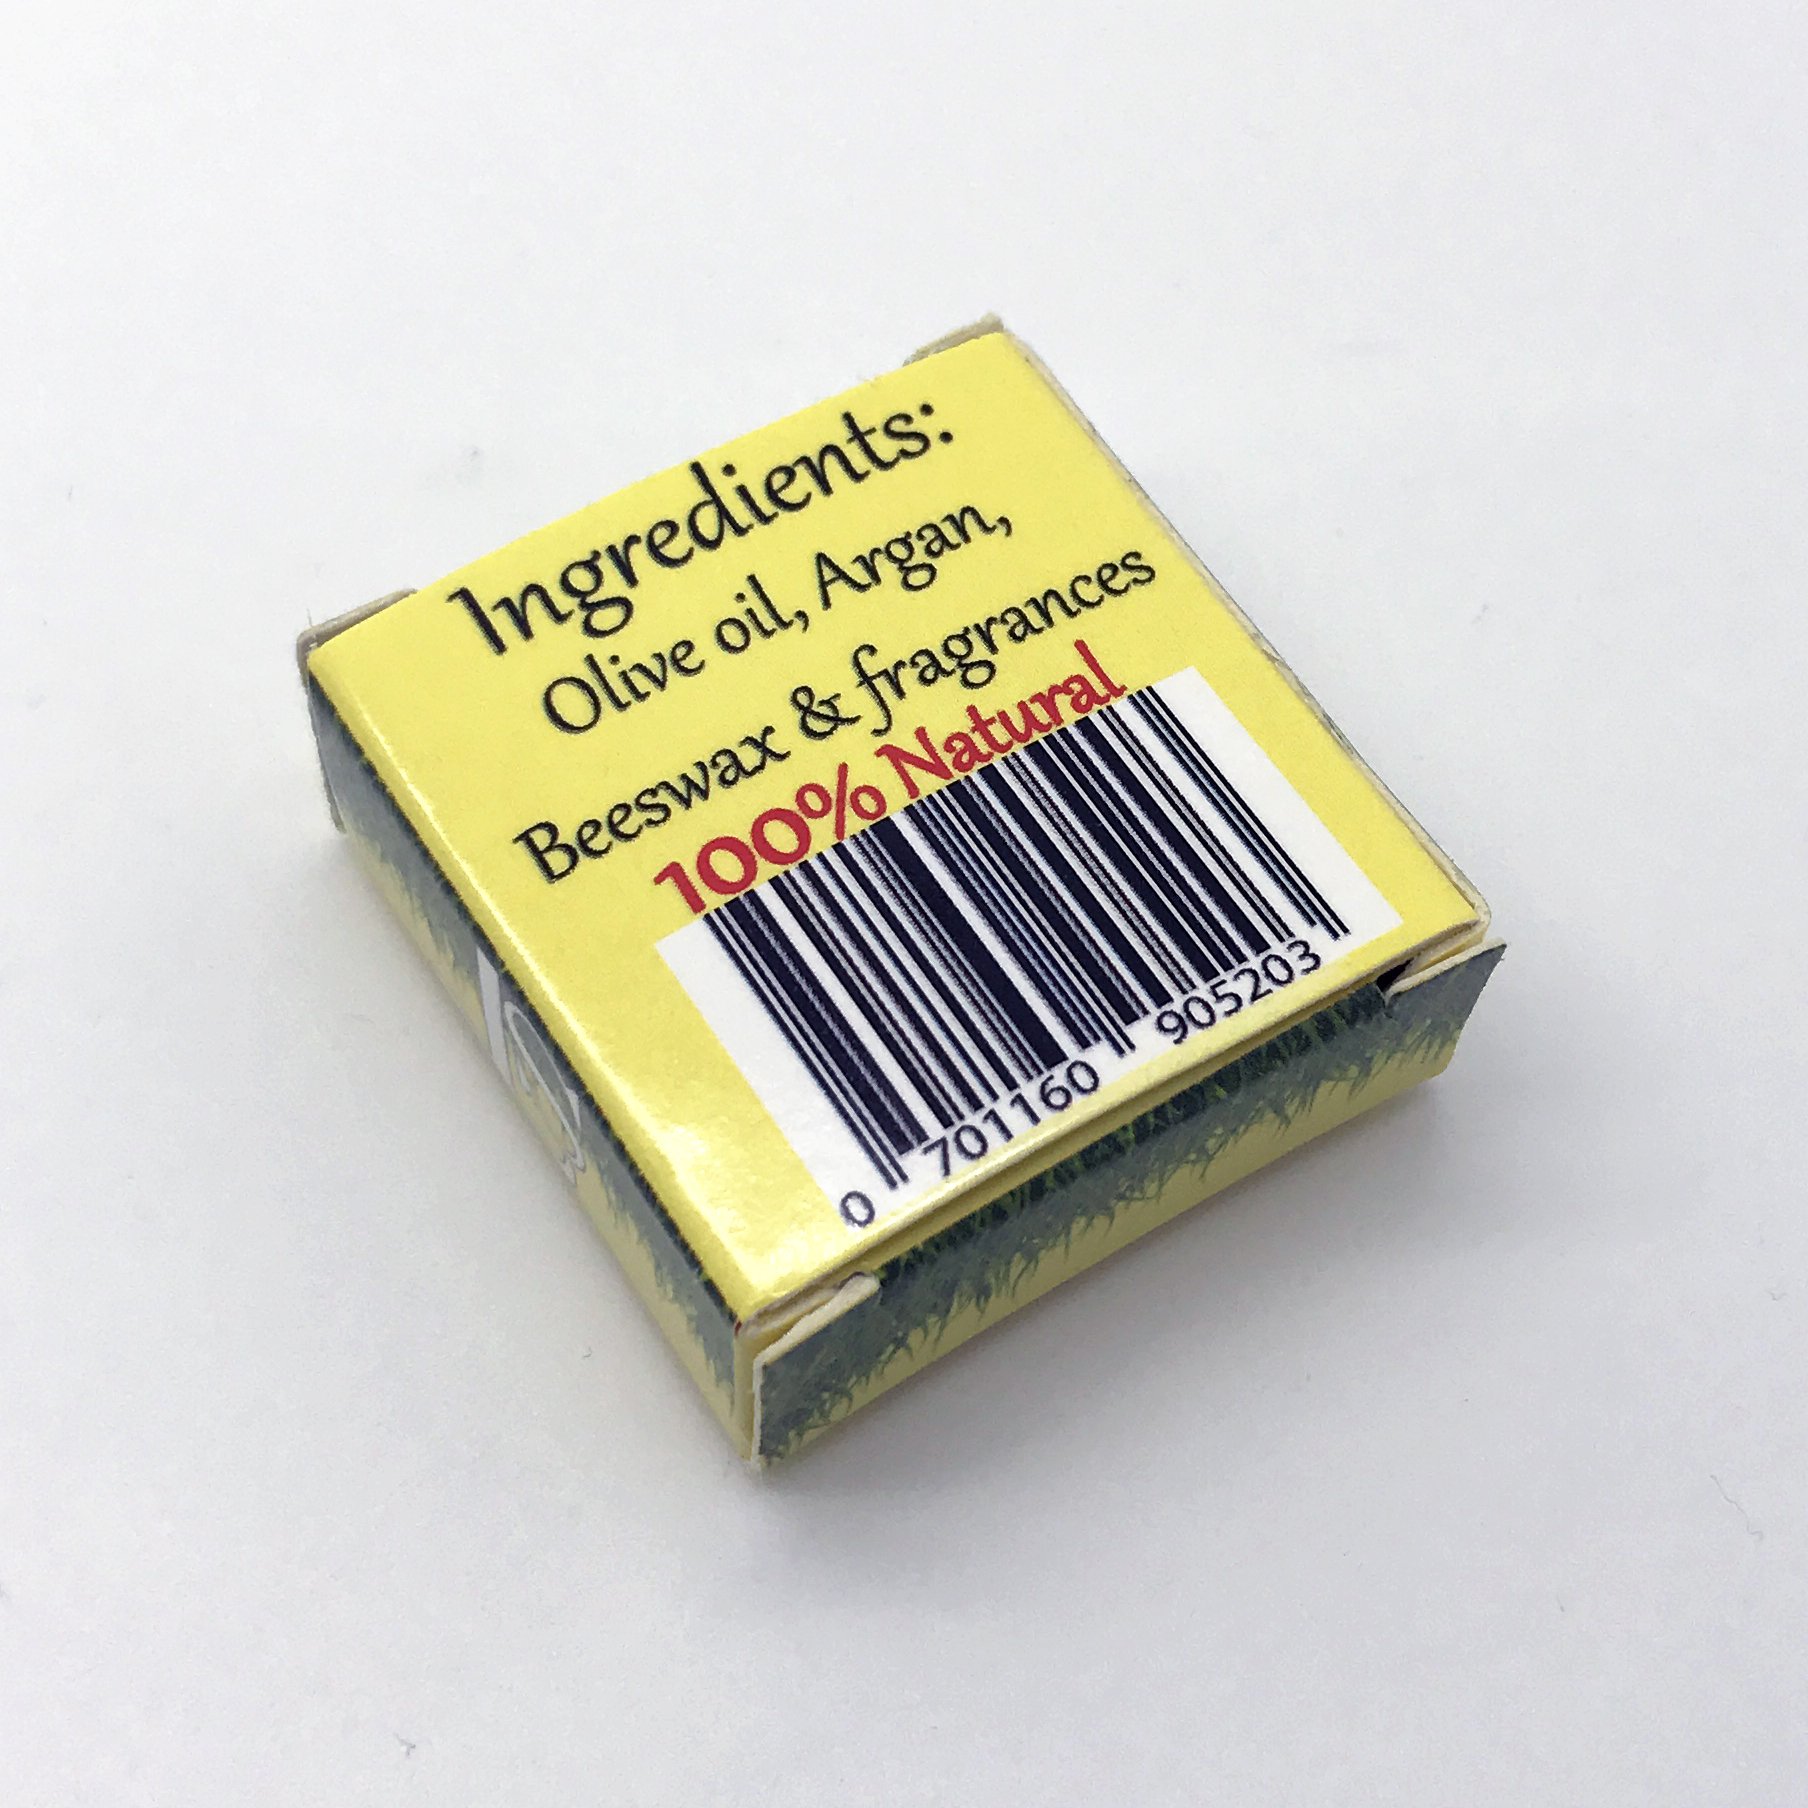 Ingredients:
Olive oil, Argan,
Beeswax & fragrances
100% Natural
0 701160 905203